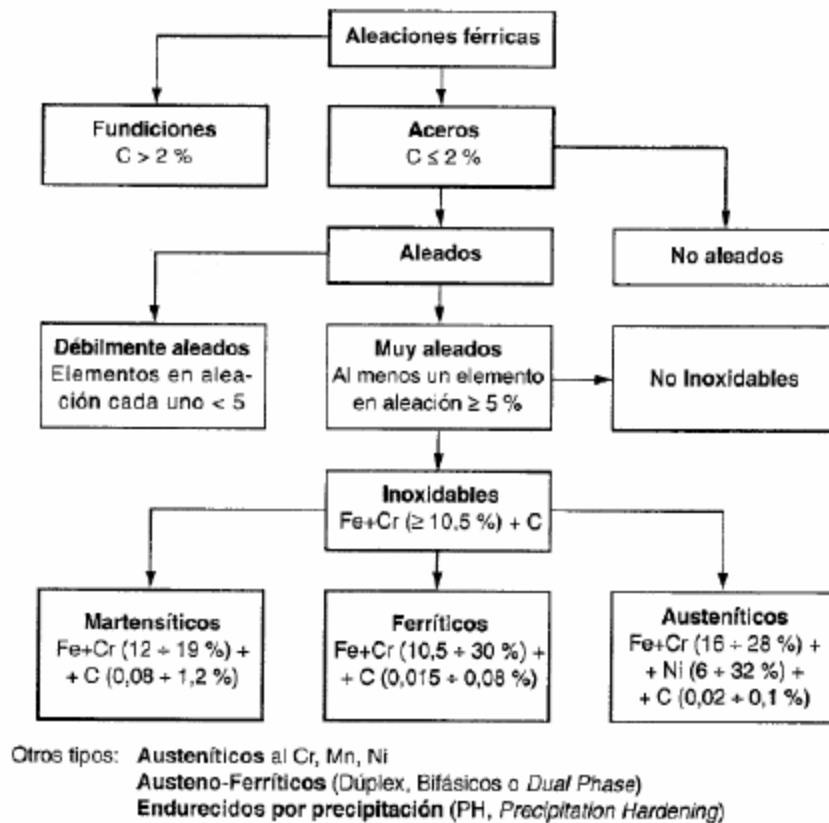 Aleaciones férricas
Fundiciones
C > 2 %
Aceros
C ≤ 2 %
Aleados
No aleados
Débilmente aleados
Elementos en alea-
ción cada uno < 5
Muy aleados
Al menos un elemento
en aleación ≥ 5 %
No Inoxidables
Inoxidables
Fe+Cr (≥ 10,5 %) + C
Martensíticos
Fe+Cr (12 ÷ 19 %) +
+ C (0,08 ÷ 1,2 %)
Ferríticos
Fe+Cr (10,5 ÷ 30 %) +
+ C (0,015 ÷ 0,08 %)
Austeníticos
Fe+Cr (16 ÷ 28 %) +
+ Ni (6 ÷ 32 %) +
+ C (0,02 ÷ 0,1 %)
Otros tipos: Austeníticos al Cr, Mn, Ni
Austeno-Ferríticos (Dúplex, Bifásicos o Dual Phase)
Endurecidos por precipitación (PH, Precipitation Hardening)